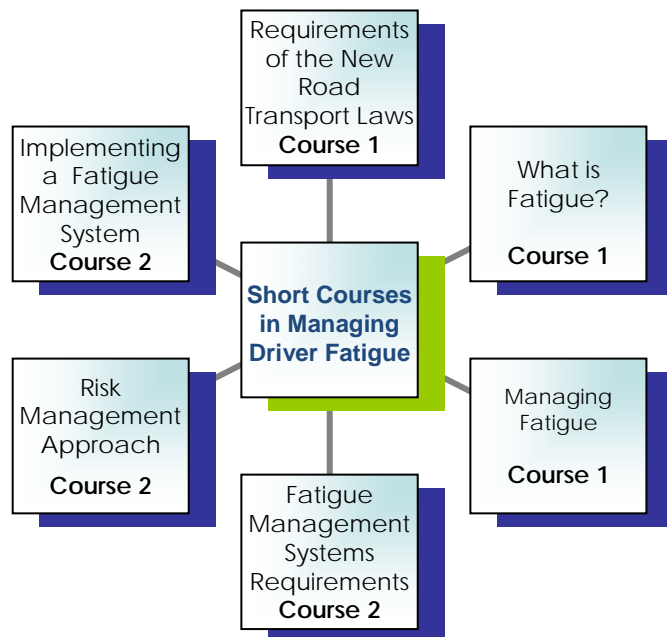 Requirements
of the New
Road
Transport Laws
Course 1
What is
Fatigue?
Course 1
Managing
Fatigue
Course 1
Fatigue
Management
Systems
Requirements
Course 2
Risk
Management
Approach
Course 2
Implementing
a Fatigue
Management
System
Course 2
Short Courses
in Managing
Driver Fatigue